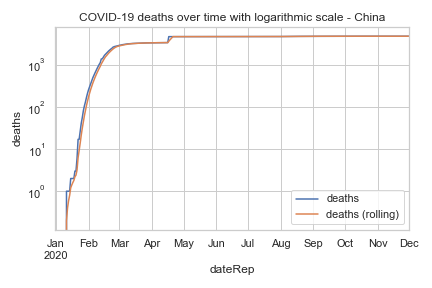 COVID-19 deaths over time with logarithmic scale - China
deaths
10³
10²
10¹
10⁰
deaths
deaths (rolling)
Jan Feb Mar Apr May Jun Jul Aug Sep Oct Nov Dec
2020
dateRep